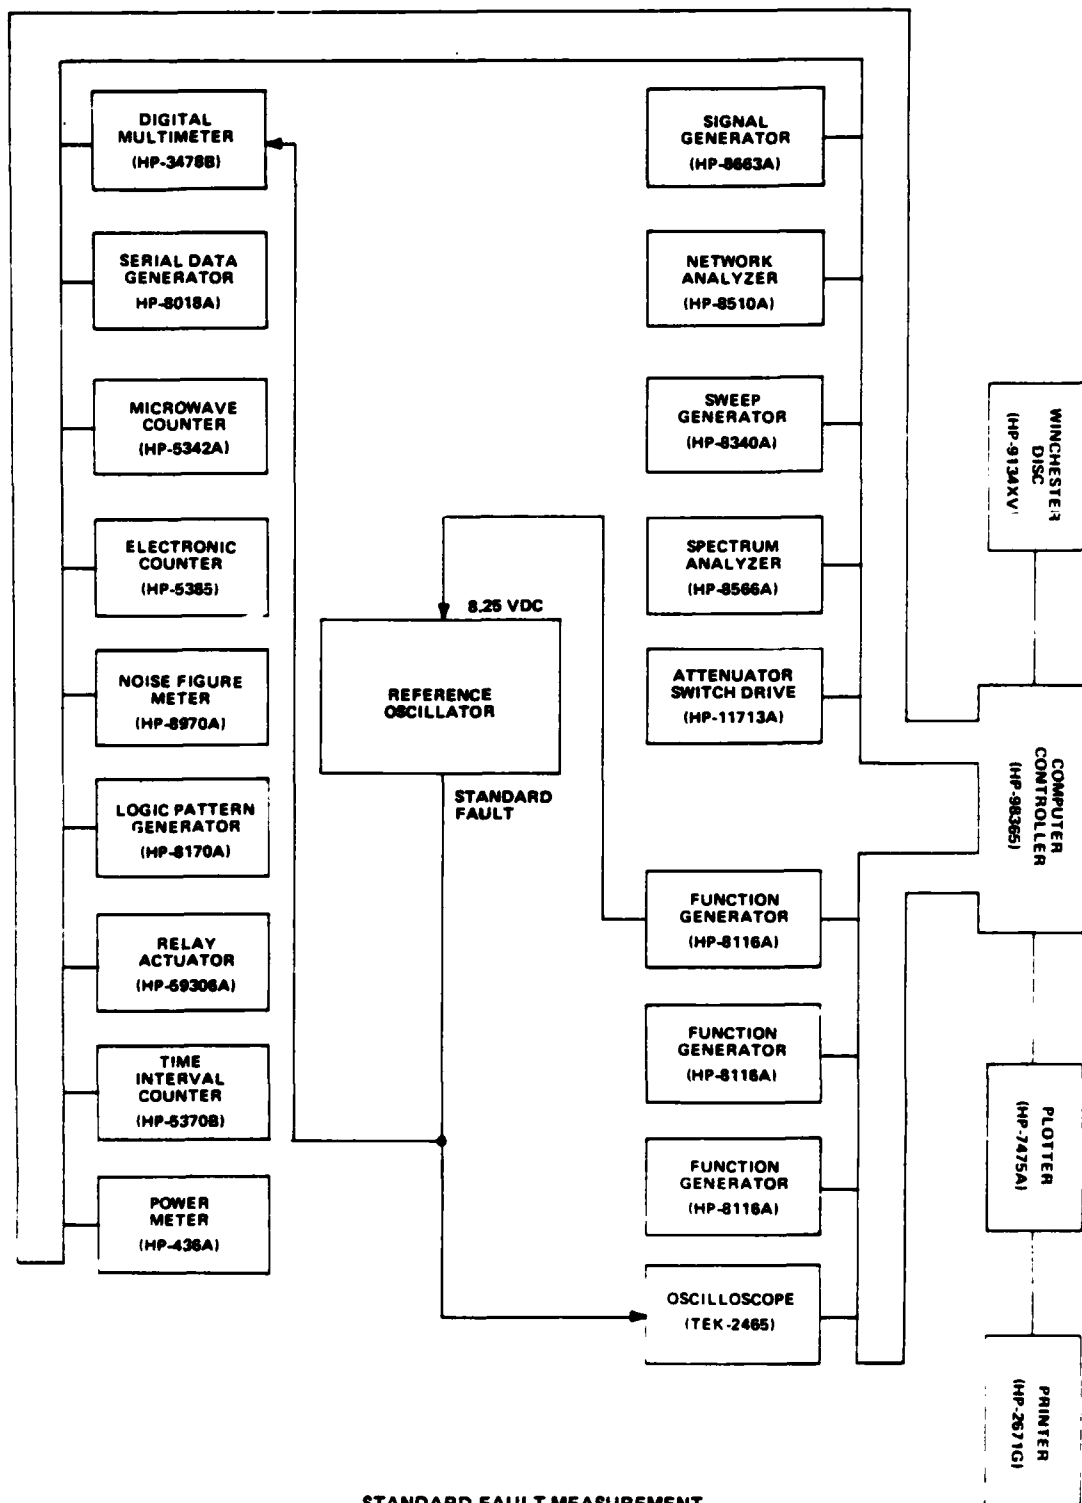 DIGITAL
MULTIMETER
(HP-3478B)
SERIAL DATA
GENERATOR
HP-8018A)
MICROWAVE
COUNTER
(HP-5342A)
ELECTRONIC
COUNTER
(HP-5385)
NOISE FIGURE
METER
(HP-8970A)
LOGIC PATTERN
GENERATOR
(HP-8170A)
RELAY
ACTUATOR
(HP-59306A)
TIME
INTERVAL
COUNTER
(HP-5370B)
POWER
METER
(HP-436A)
8.25 VDC
REFERENCE
OSCILLATOR
STANDARD
FAULT
SIGNAL
GENERATOR
(HP-8663A)
NETWORK
ANALYZER
(HP-8510A)
SWEEP
GENERATOR
(HP-8340A)
SPECTRUM
ANALYZER
(HP-8566A)
ATTENUATOR
SWITCH DRIVE
(HP-11713A)
FUNCTION
GENERATOR
(HP-8116A)
FUNCTION
GENERATOR
(HP-8116A)
FUNCTION
GENERATOR
(HP-8116A)
OSCILLOSCOPE
(TEK-2465)
WINCHESTER
DISC
(HP-9134XV)
COMPUTER
CONTROLLER
(HP-98365)
PLOTTER
(HP-7475A)
PRINTER
(HP-2671G)
STANDARD FAULT MEASUREMENT